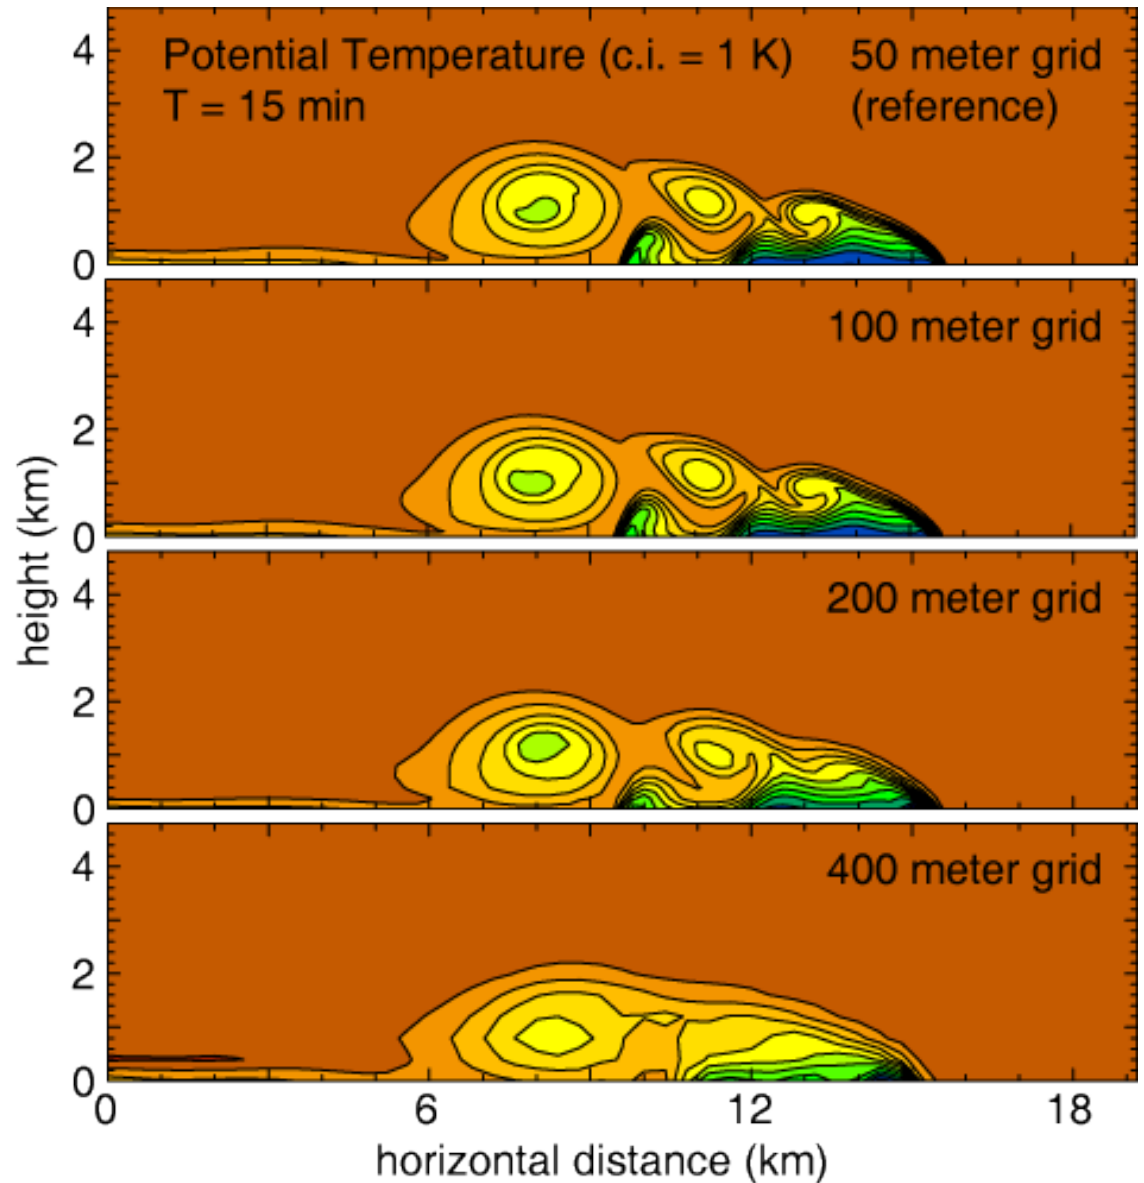 Potential Temperature (c.i. = 1 K)
50 meter grid
T = 15 min
(reference)
4
2
0
100 meter grid
4
2
0
200 meter grid
4
2
0
400 meter grid
4
2
0
height (km)
0 6 12 18
horizontal distance (km)